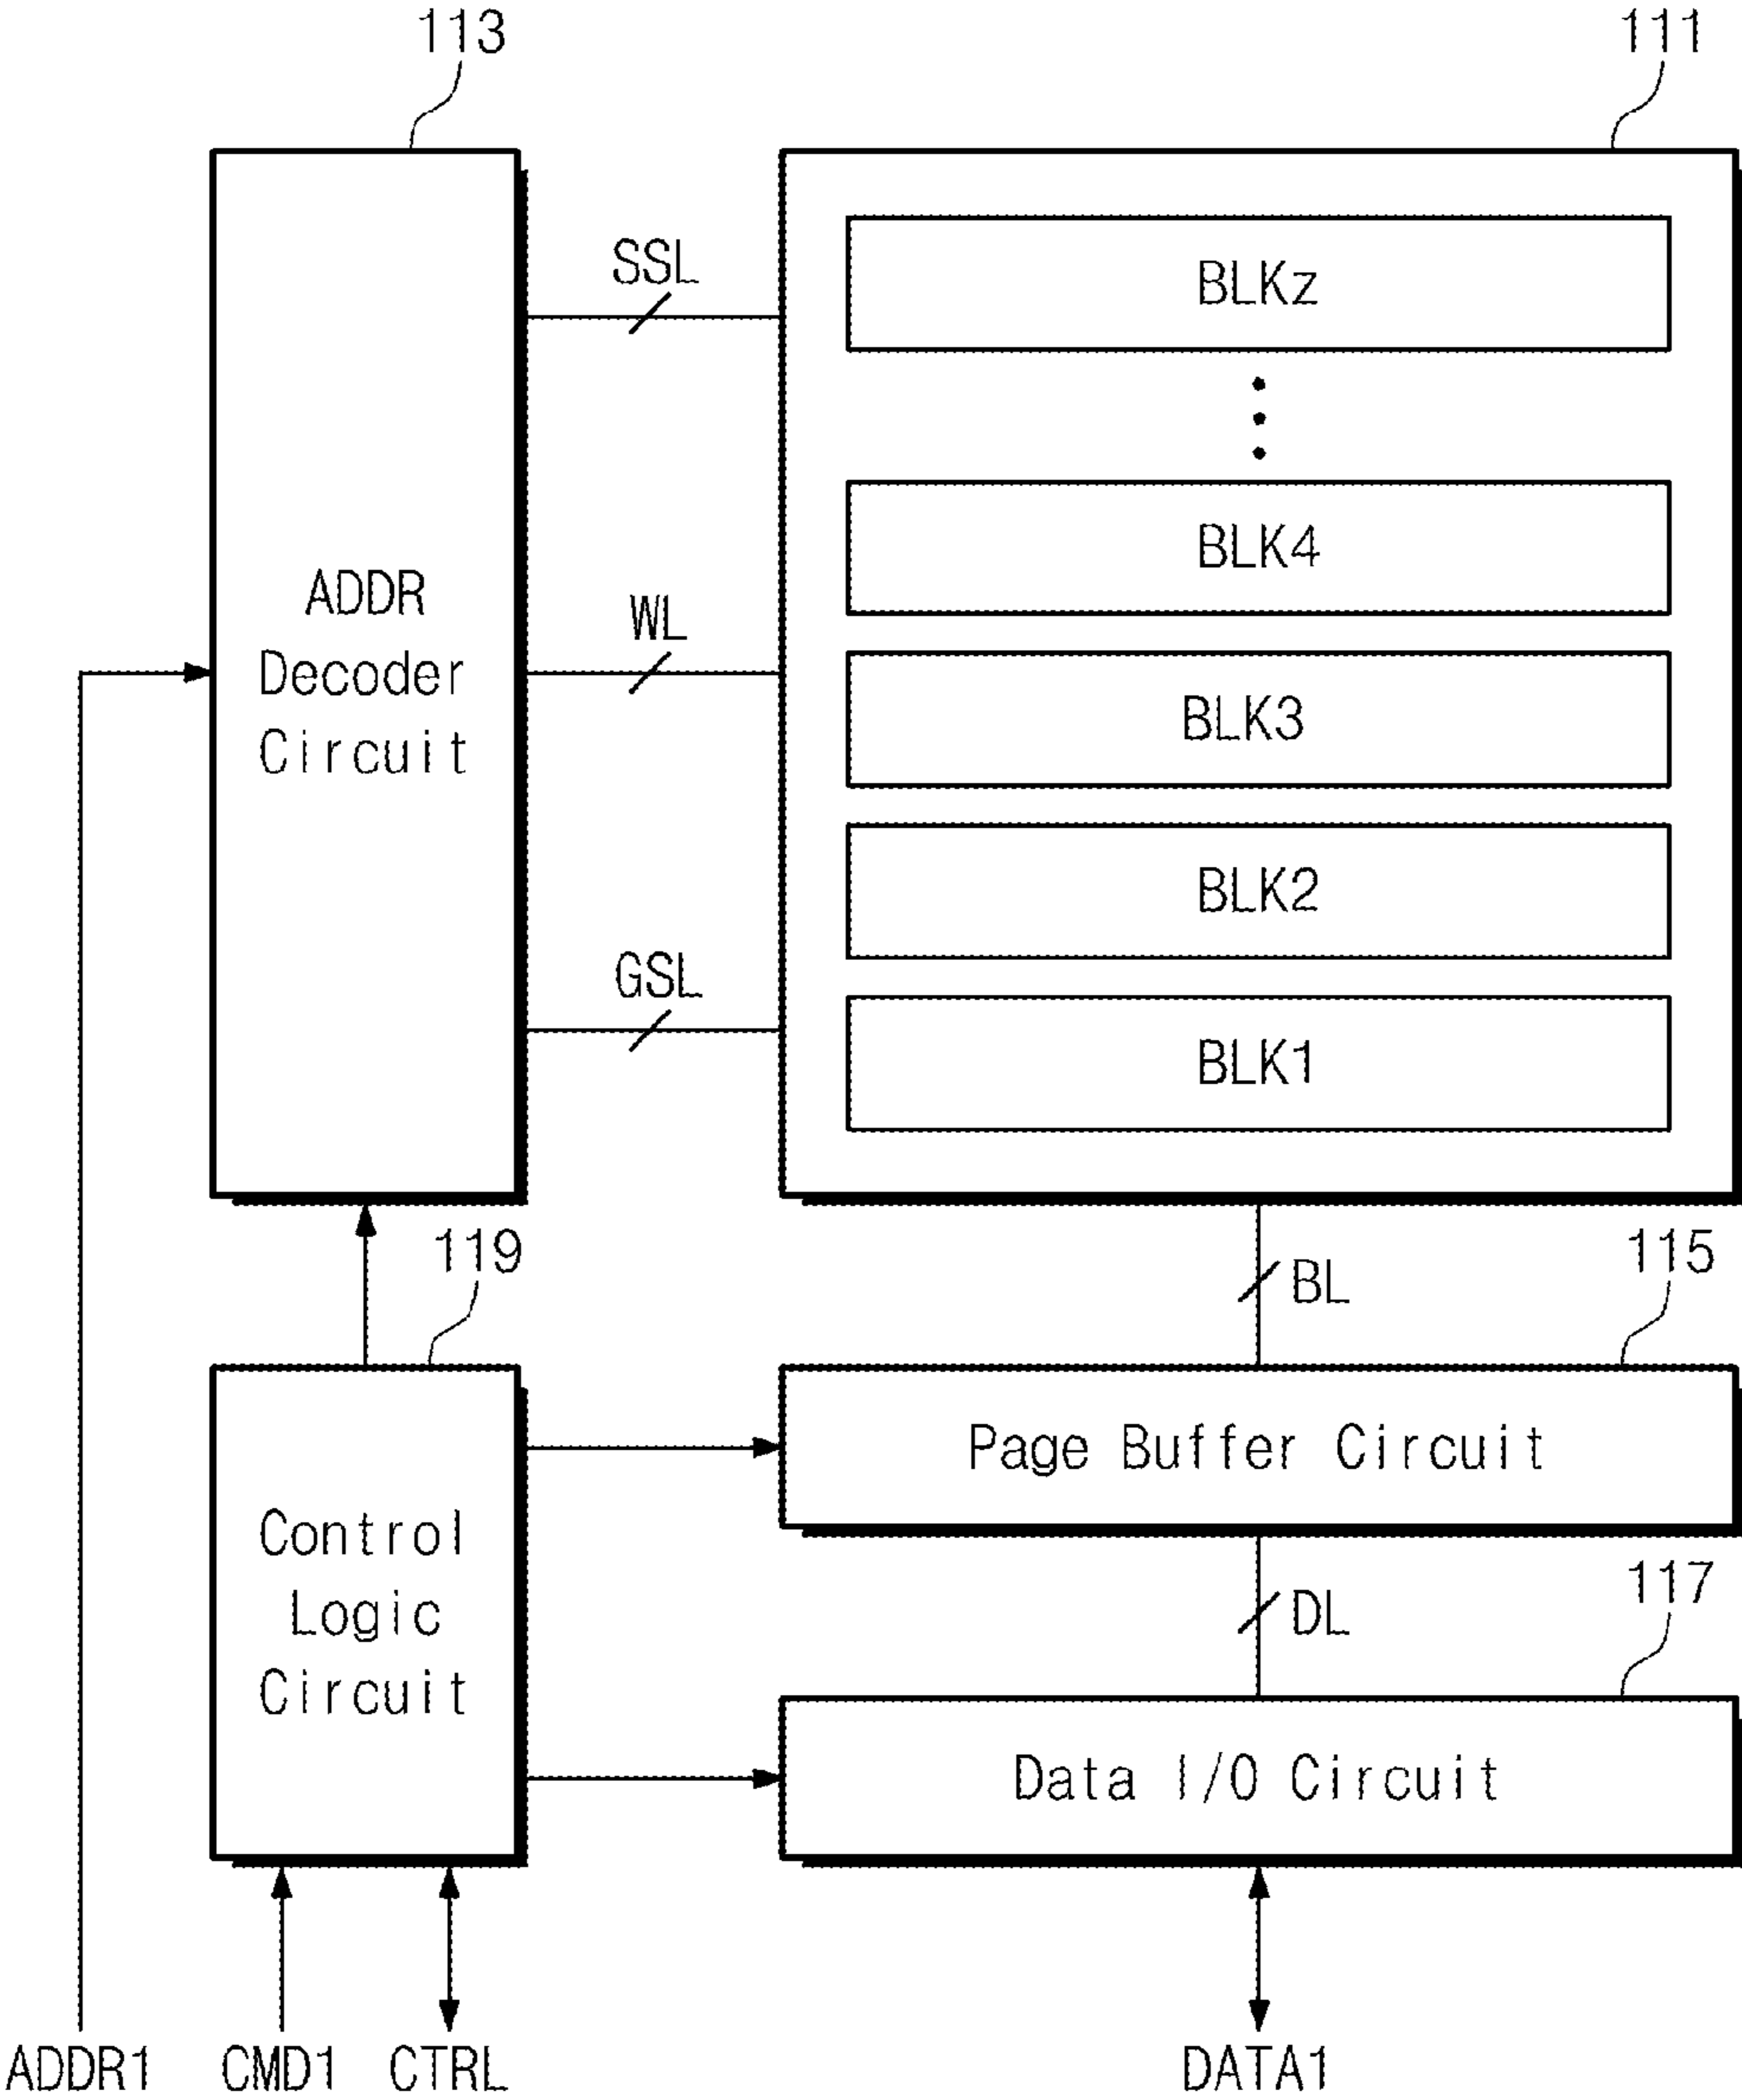 113
111
SSL
BLKz
BLK4
ADDR
Decoder
Circuit
WL
BLK3
BLK2
GSL
BLK1
119
BL
115
Page Buffer Circuit
Control
Logic
Circuit
DL
117
Data I/O Circuit
ADDR1
CMD1
CTRL
DATA1